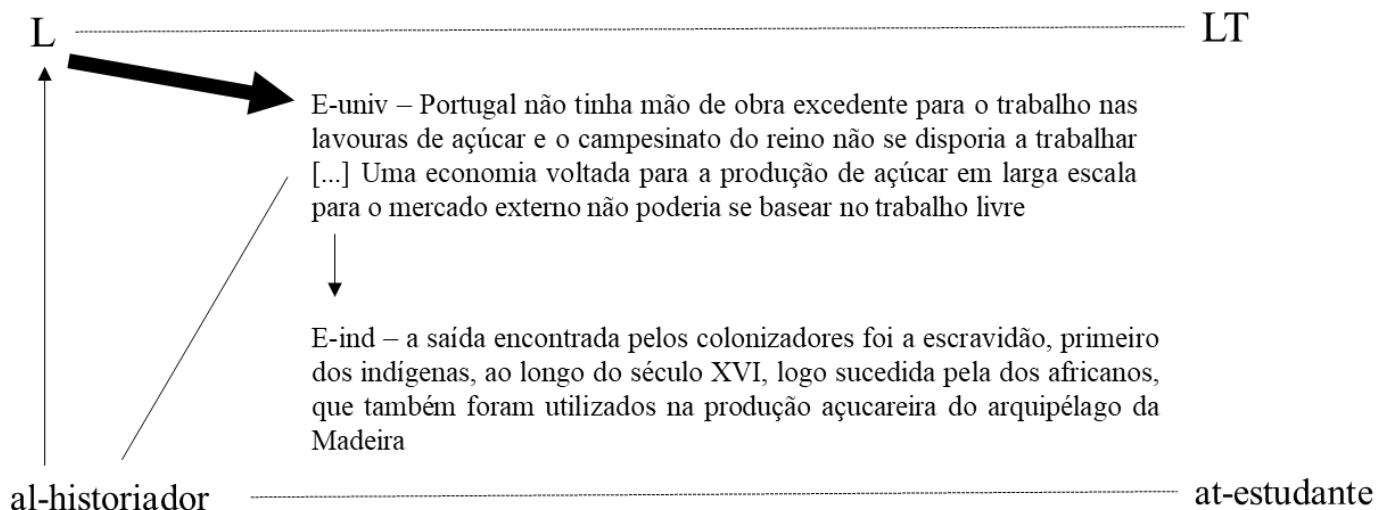 L
LT
E-univ – Portugal não tinha mão de obra excedente para o trabalho nas
lavouras de açúcar e o campesinato do reino não se disporia a trabalhar
[...] Uma economia voltada para a produção de açúcar em larga escala
para o mercado externo não poderia se basear no trabalho livre
E-ind – a saída encontrada pelos colonizadores foi a escravidão, primeiro
dos indígenas, ao longo do século XVI, logo sucedida pela dos africanos,
que também foram utilizados na produção açucareira do arquipélago da
Madeira
al-historiador
at-estudante